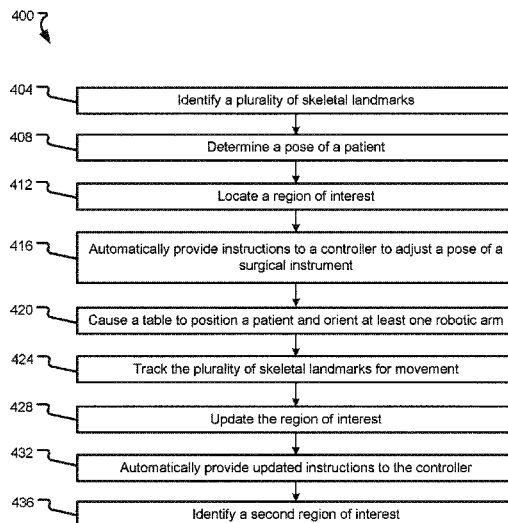 400
404
Identify a plurality of skeletal landmarks
408
Determine a pose of a patient
412
Locate a region of interest
416
Automatically provide instructions to a controller to adjust a pose of a
surgical instrument
420
Cause a table to position a patient and orient at least one robotic arm
424
Track the plurality of skeletal landmarks for movement
428
Update the region of interest
432
Automatically provide updated instructions to the controller
436
Identify a second region of interest